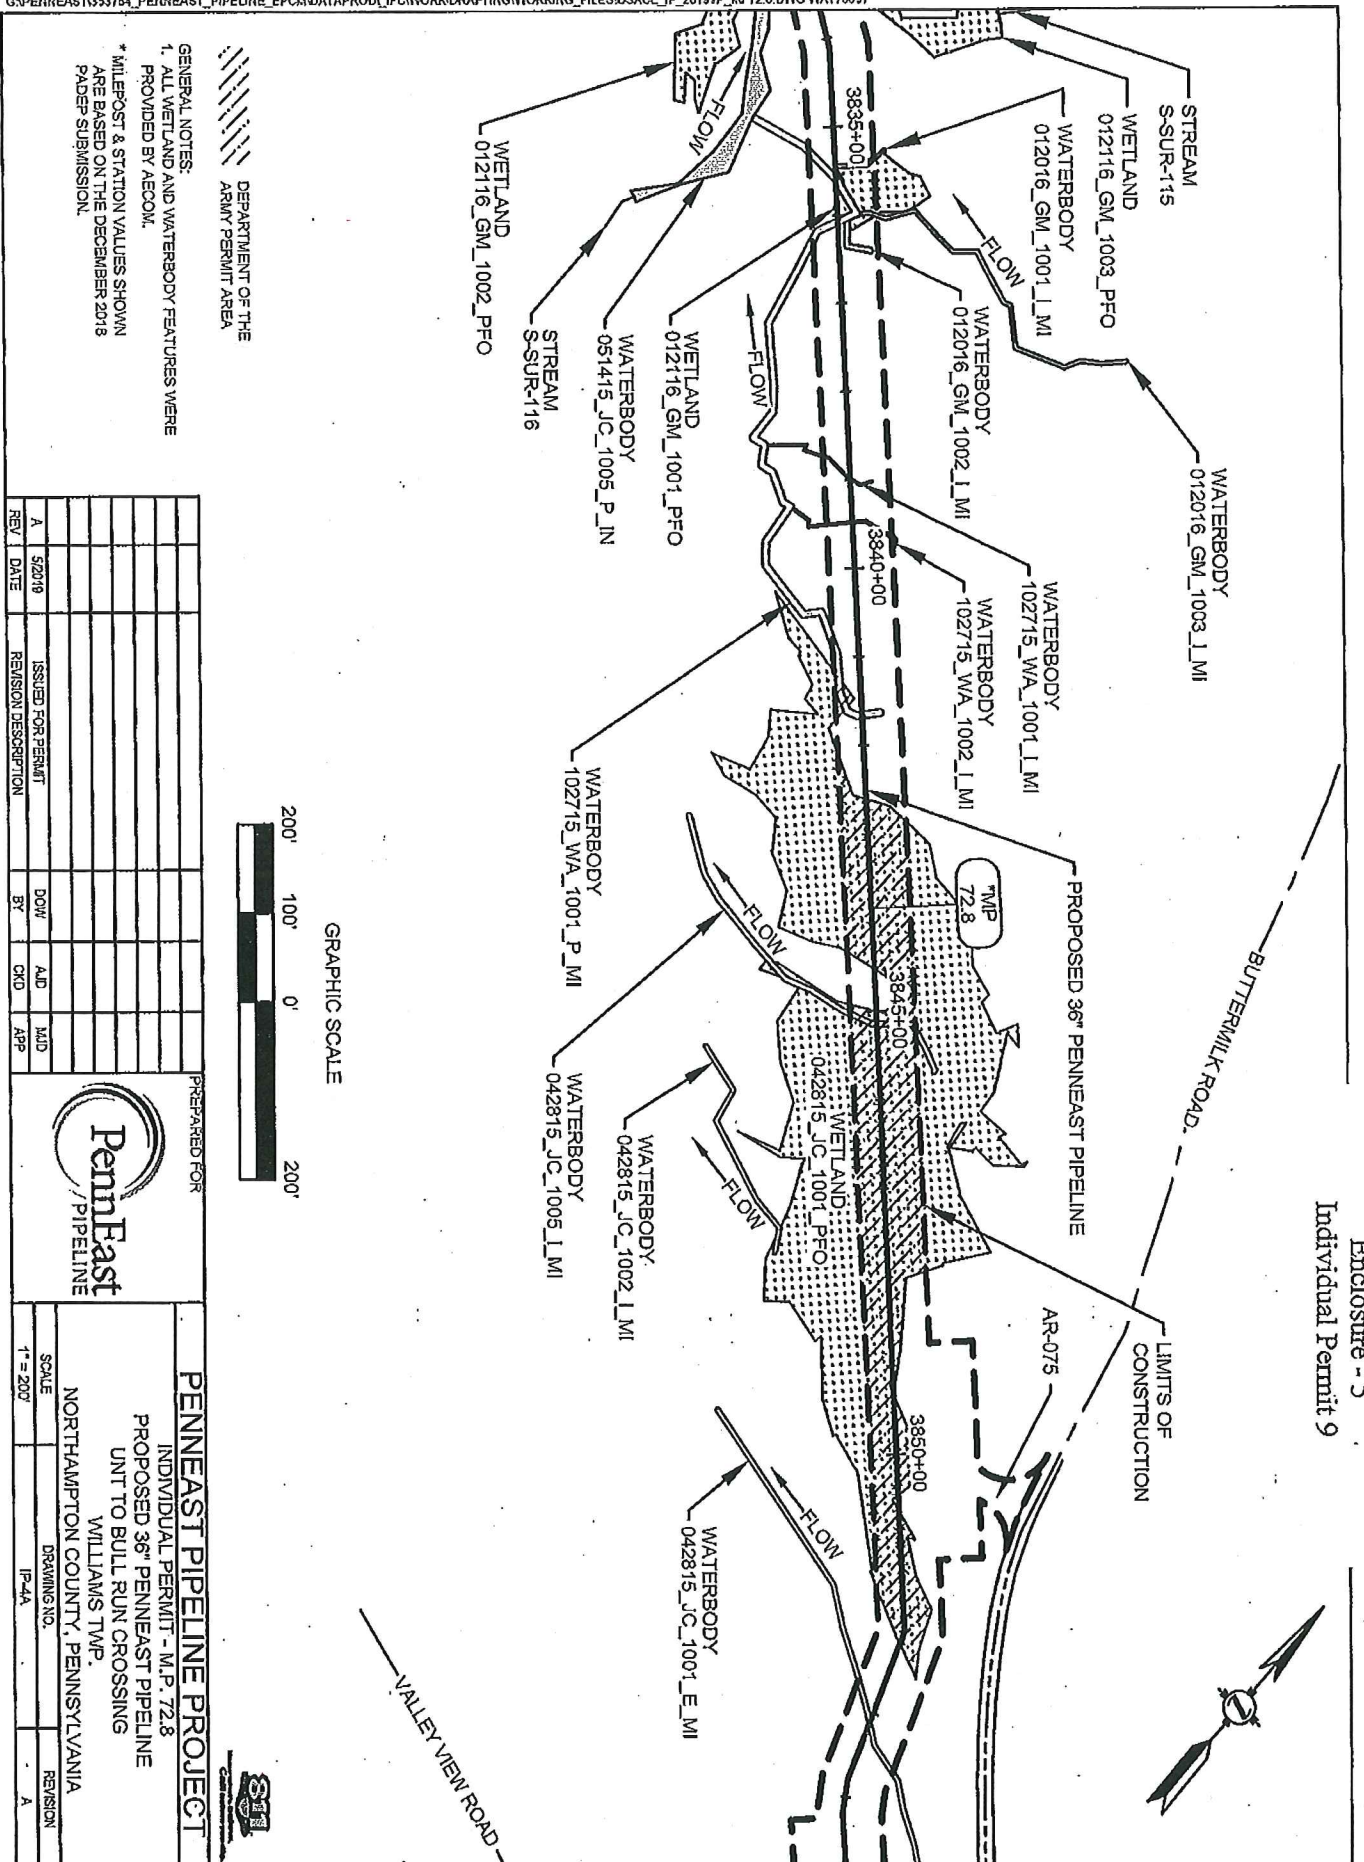 Enclosure - 3
Individual Permit 9
STREAM
S-SUR-115
WETLAND
012116_GM_1003_PFO
WATERBODY
012016_GM_1001_I_MI
WATERBODY
012016_GM_1003_I_MI
WATERBODY
012016_GM_1002_I_MI
WATERBODY
102715_WA_1001_I_MI
WATERBODY
102715_WA_1002_I_MI
PROPOSED 36" PENNEAST PIPELINE
BUTTERMILK ROAD
LIMITS OF
CONSTRUCTION
AR-075
*MP
72.8
3835+00
3840+00
3845+00
3850+00
FLOW
FLOW
FLOW
FLOW
FLOW
FLOW
WETLAND
042815_JC_1001_PFO
WETLAND
012116_GM_1001_PFO
WATERBODY
051415_JC_1005_P_IN
STREAM
S-SUR-116
WETLAND
012116_GM_1002_PFO
WATERBODY
102715_WA_1001_P_MI
WATERBODY
042815_JC_1005_I_MI
WATERBODY
042815_JC_1002_I_MI
WATERBODY
042815_JC_1001_E_MI
VALLEY VIEW ROAD
DEPARTMENT OF THE
ARMY PERMIT AREA
GENERAL NOTES:
1. ALL WETLAND AND WATERBODY FEATURES WERE
PROVIDED BY AECOM.
* MILEPOST & STATION VALUES SHOWN
ARE BASED ON THE DECEMBER 2018
PADEP SUBMISSION.
GRAPHIC SCALE
200' 100' 0' 200'
A 5/2019 ISSUED FOR PERMIT DOW AJD MJD
REV DATE REVISION DESCRIPTION BY CKD APP
PREPARED FOR
PennEast
PIPELINE
PENNEAST PIPELINE PROJECT
INDIVIDUAL PERMIT - M.P. 72.8
PROPOSED 36" PENNEAST PIPELINE
UNT TO BULL RUN CROSSING
WILLIAMS TWP.
NORTHAMPTON COUNTY, PENNSYLVANIA
SCALE DRAWING NO. REVISION
1" = 200' IP-4A A
811